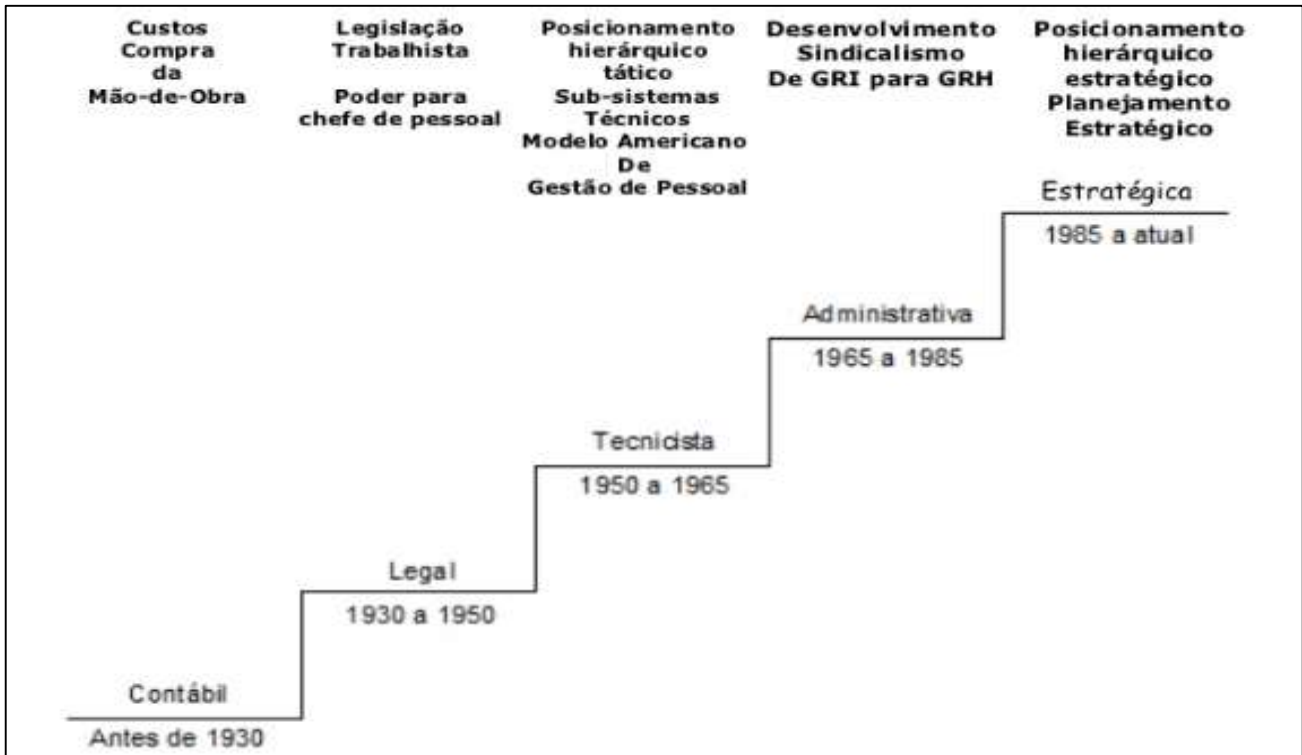 Custos
Compra
da
Mão-de-Obra
Legislação
Trabalhista
Poder para
chefe de pessoal
Posicionamento
hierárquico
tático
Sub-sistemas
Técnicos
Modelo Americano
De
Gestão de Pessoal
Desenvolvimento
Sindicalismo
De GRI para GRH
Posicionamento
hierárquico
estratégico
Planejamento
Estratégico
Estratégica
1985 a atual
Administrativa
1965 a 1985
Tecnicista
1950 a 1965
Legal
1930 a 1950
Contábil
Antes de 1930